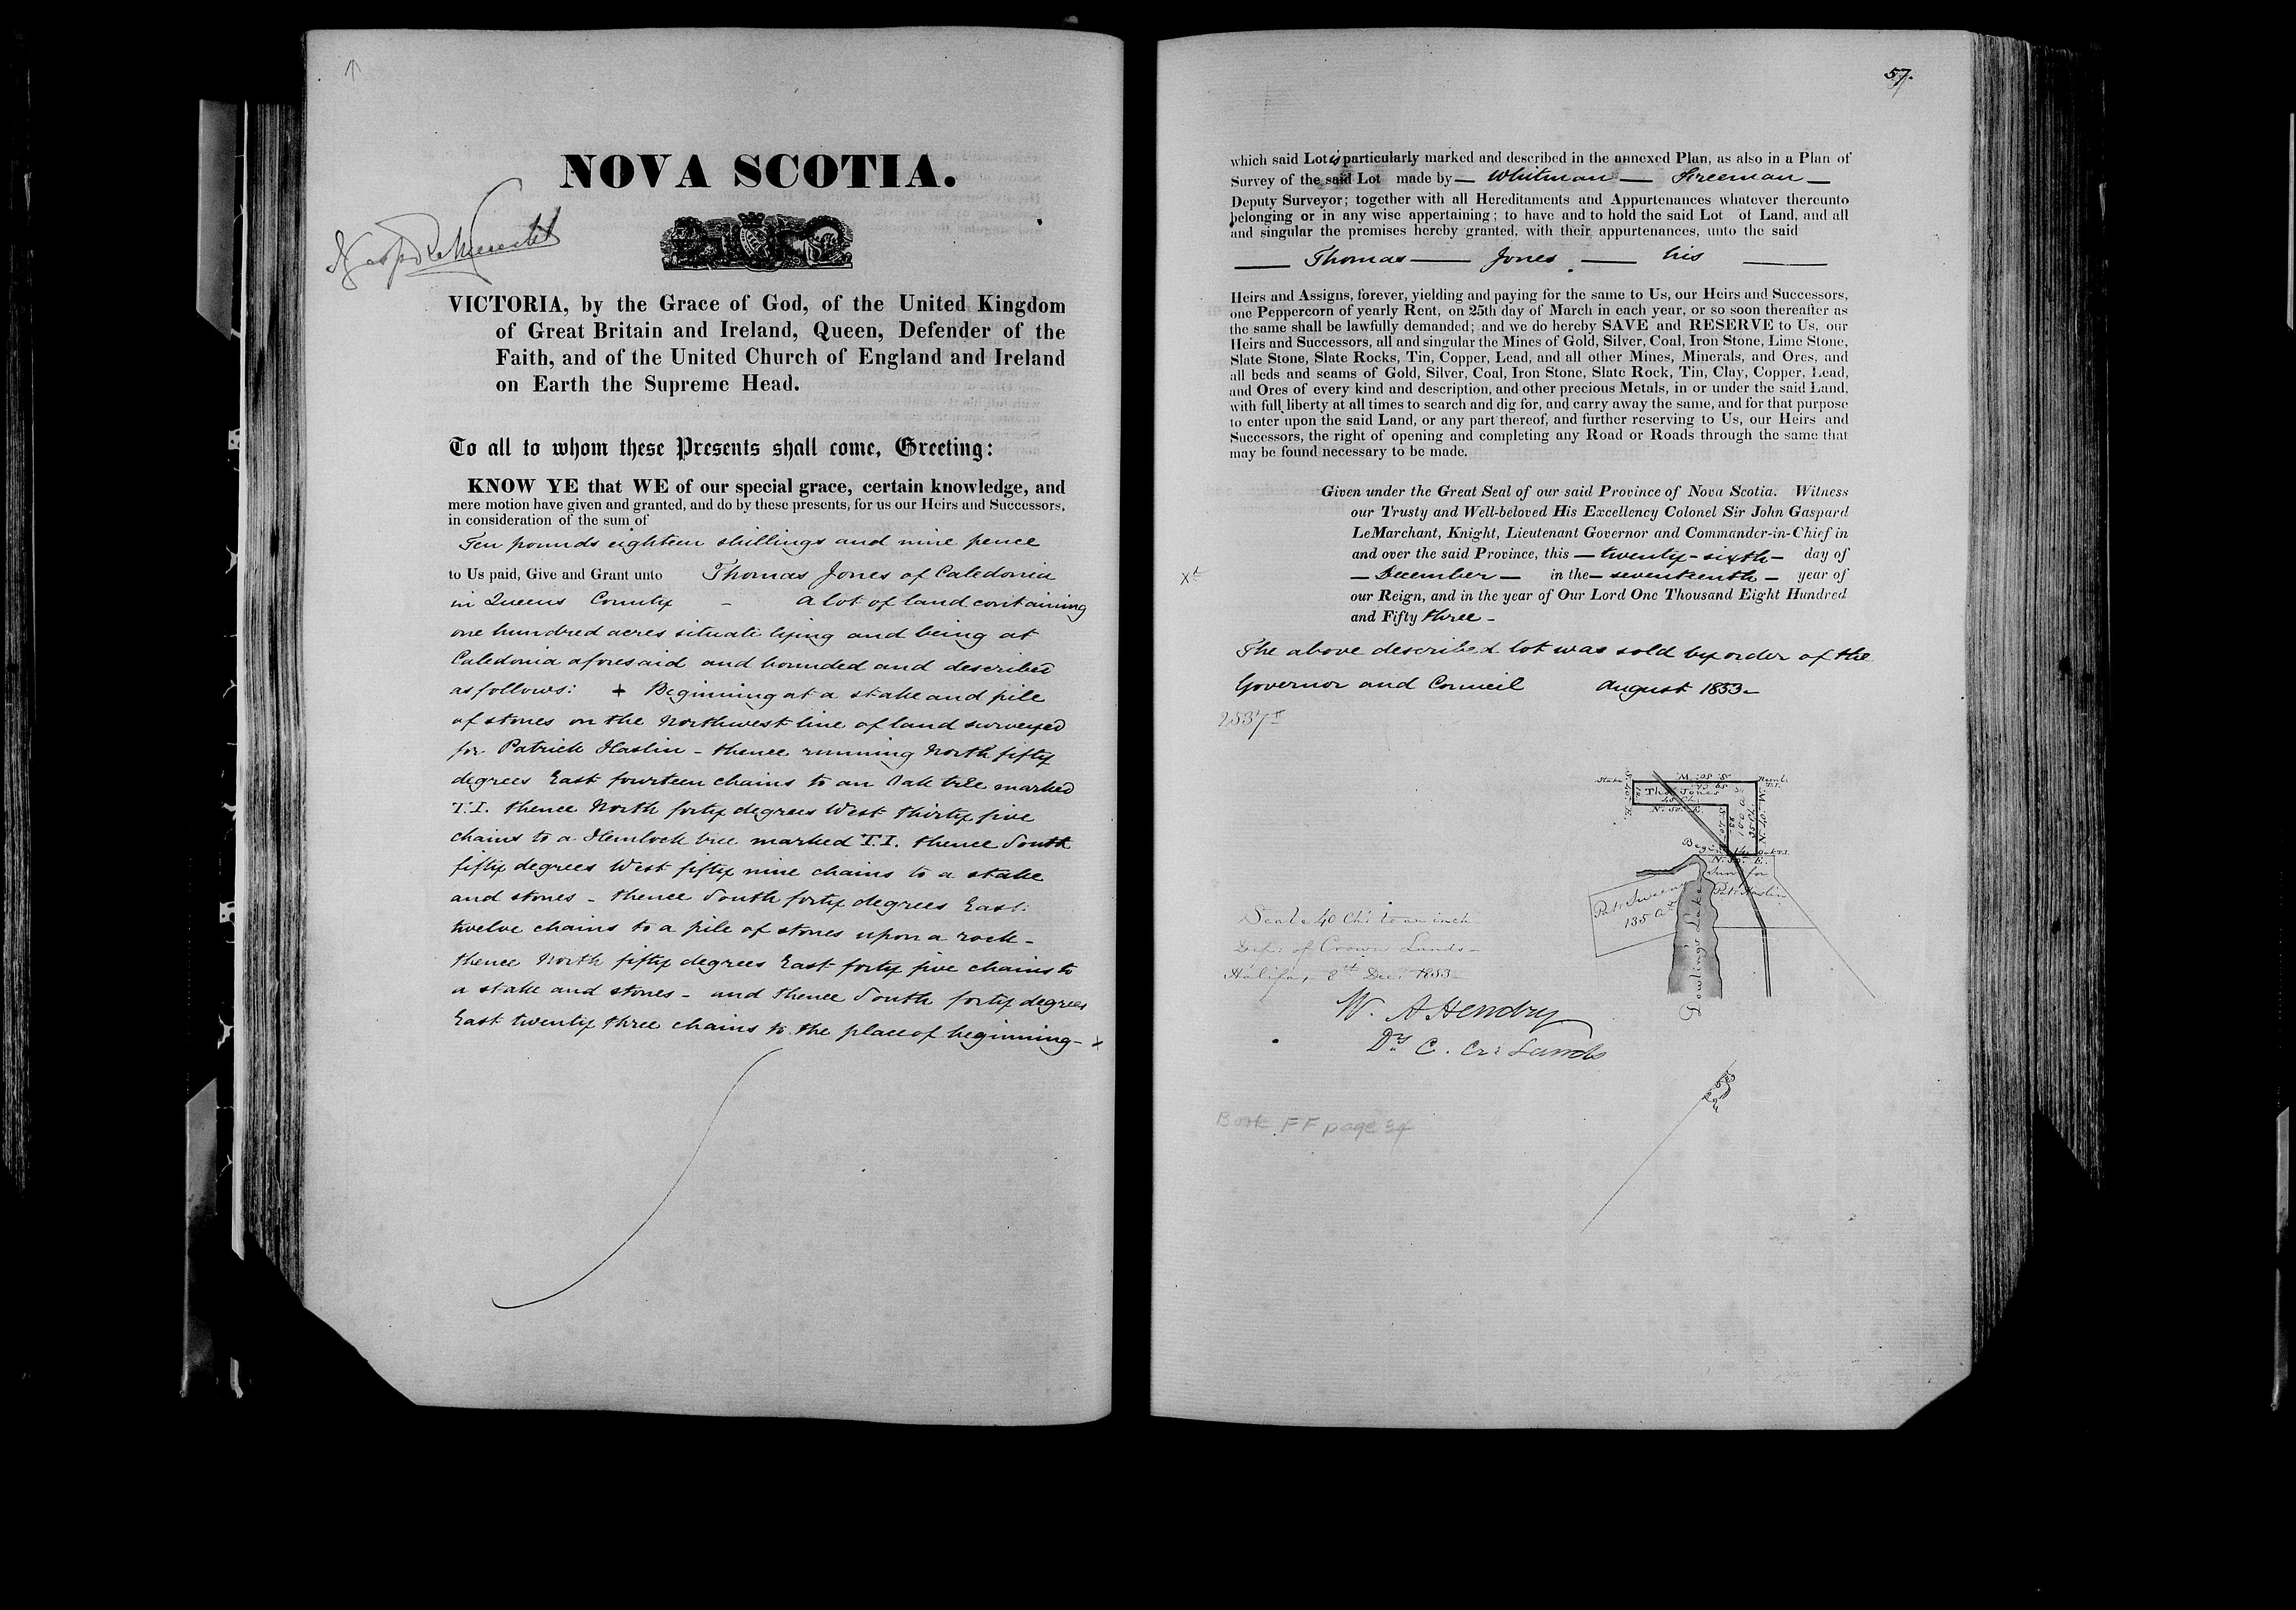 NOVA SCOTIA.
VICTORIA, by the Grace of God, of the United Kingdom
of Great Britain and Ireland, Queen, Defender of the
Faith, and of the United Church of England and Ireland
on Earth the Supreme Head.
To all to whom these Presents shall come, Greeting:
KNOW YE that WE of our special grace, certain knowledge, and
mere motion have given and granted, and do by these presents, for us our Heirs and Successors,
in consideration of the sum of
Ten pounds eighteen shillings and nine pence
to Us paid, Give and Grant unto Thomas Jones of Caledonia
in Queens County - a lot of land containing
one hundred acres situate lying and being at
Caledonia aforesaid and bounded and described
as follows: + Beginning at a stake and pile
of stones on the Northwest line of land surveyed
for Patrick Haslin - thence running North fifty
degrees East fourteen chains to an Oak tree marked
T.I. thence North forty degrees West thirty five
chains to a Hemlock tree marked T.I. thence South
fifty degrees West fifty nine chains to a stake
and stones - thence South forty degrees East
twelve chains to a pile of stones upon a rock -
thence North fifty degrees East forty five chains to
a stake and stones - and thence South forty degrees
East twenty three chains to the place of beginning - x
57.
which said Lot is particularly marked and described in the annexed Plan, as also in a Plan of
Survey of the said Lot made by — Whitman — Freeman —
Deputy Surveyor; together with all Hereditaments and Appurtenances whatever thereunto
belonging or in any wise appertaining; to have and to hold the said Lot of Land, and all
and singular the premises hereby granted, with their appurtenances, unto the said
— Thomas — Jones — his —
Heirs and Assigns, forever, yielding and paying for the same to Us, our Heirs and Successors,
one Peppercorn of yearly Rent, on 25th day of March in each year, or so soon thereafter as
the same shall be lawfully demanded; and we do hereby SAVE and RESERVE to Us, our
Heirs and Successors, all and singular the Mines of Gold, Silver, Coal, Iron Stone, Lime Stone,
Slate Stone, Slate Rocks, Tin, Copper, Lead, and all other Mines, Minerals, and Ores, and
all beds and seams of Gold, Silver, Coal, Iron Stone, Slate Rock, Tin, Clay, Copper, Lead,
and Ores of every kind and description, and other precious Metals, in or under the said Land,
with full liberty at all times to search and dig for, and carry away the same, and for that purpose
to enter upon the said Land, or any part thereof, and further reserving to Us, our Heirs and
Successors, the right of opening and completing any Road or Roads through the same that
may be found necessary to be made.
Given under the Great Seal of our said Province of Nova Scotia. Witness
our Trusty and Well-beloved His Excellency Colonel Sir John Gaspard
LeMarchant, Knight, Lieutenant Governor and Commander-in-Chief in
and over the said Province, this — twenty-sixth — day of
— December — in the — seventeenth — year of
our Reign, and in the year of Our Lord One Thousand Eight Hundred
and Fifty three -
The above described lot was sold by order of the
Governor and Council August 1853 -
2537
Stake
S. 50. W.
Heml.
T.I.
Thos Jones
45 Ch.
N. 50. E.
100 a
35 Ch.
N. 40. W.
Begin
14
Oak T.I.
N. 50. E.
Surv. for
Patk Haslin
135 a
Dowlings Lake
Scale 40 Chs. to an inch
Dep: of Crown Lands -
Halifax 8th Decr 1853
W. A Hendry
Dy C. Cr: Lands
Book FF page 34